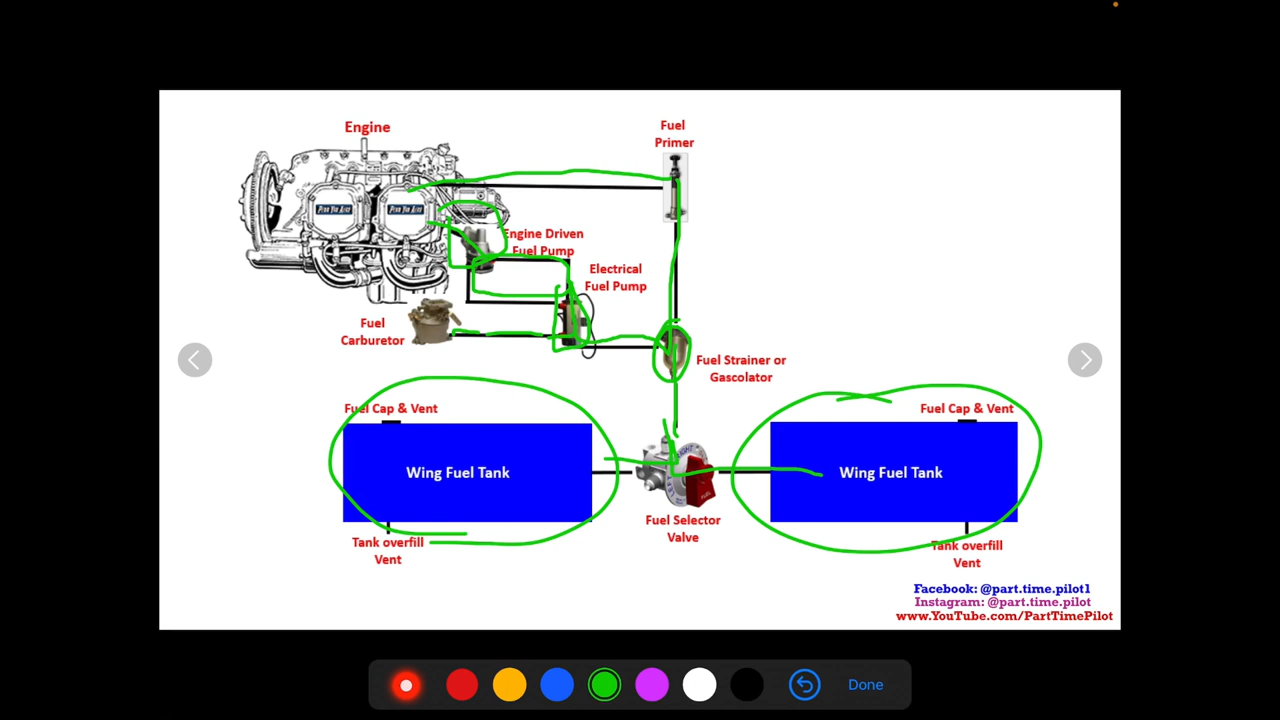 Engine
Fuel
Primer
Engine Driven
Fuel Pump
Electrical
Fuel Pump
Fuel
Carburetor
Fuel Strainer or
Gascolator
Fuel Cap & Vent
Fuel Cap & Vent
Wing Fuel Tank
Wing Fuel Tank
Fuel Selector
Valve
Tank overfill
Vent
Tank overfill
Vent
Facebook: @part.time.pilot1
Instagram: @part.time.pilot
www.YouTube.com/PartTimePilot
Done